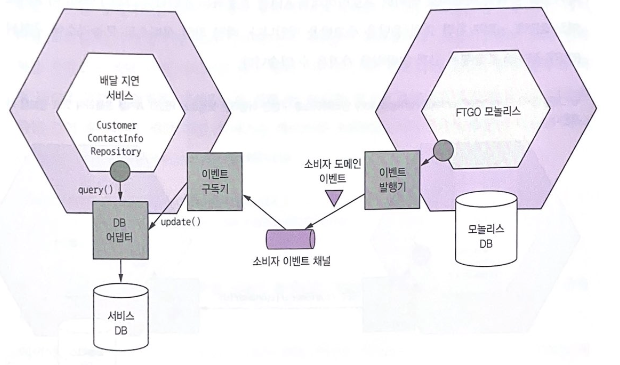 배달 지연
서비스
Customer
ContactInfo
Repository
query()
DB
어댑터
서비스
DB
이벤트
구독기
update()
소비자 도메인
이벤트
소비자 이벤트 채널
이벤트
발행기
FTGO 모놀리스
모놀리스
DB